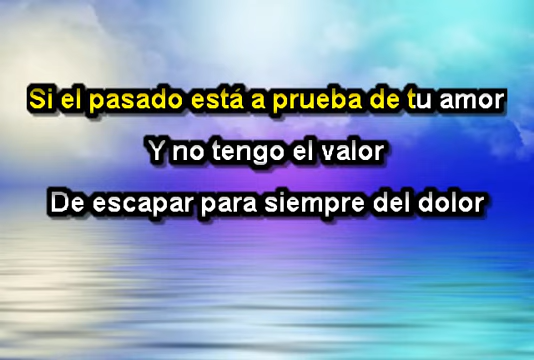 Si el pasado está a prueba de tu amor
Y no tengo el valor
De escapar para siempre del dolor